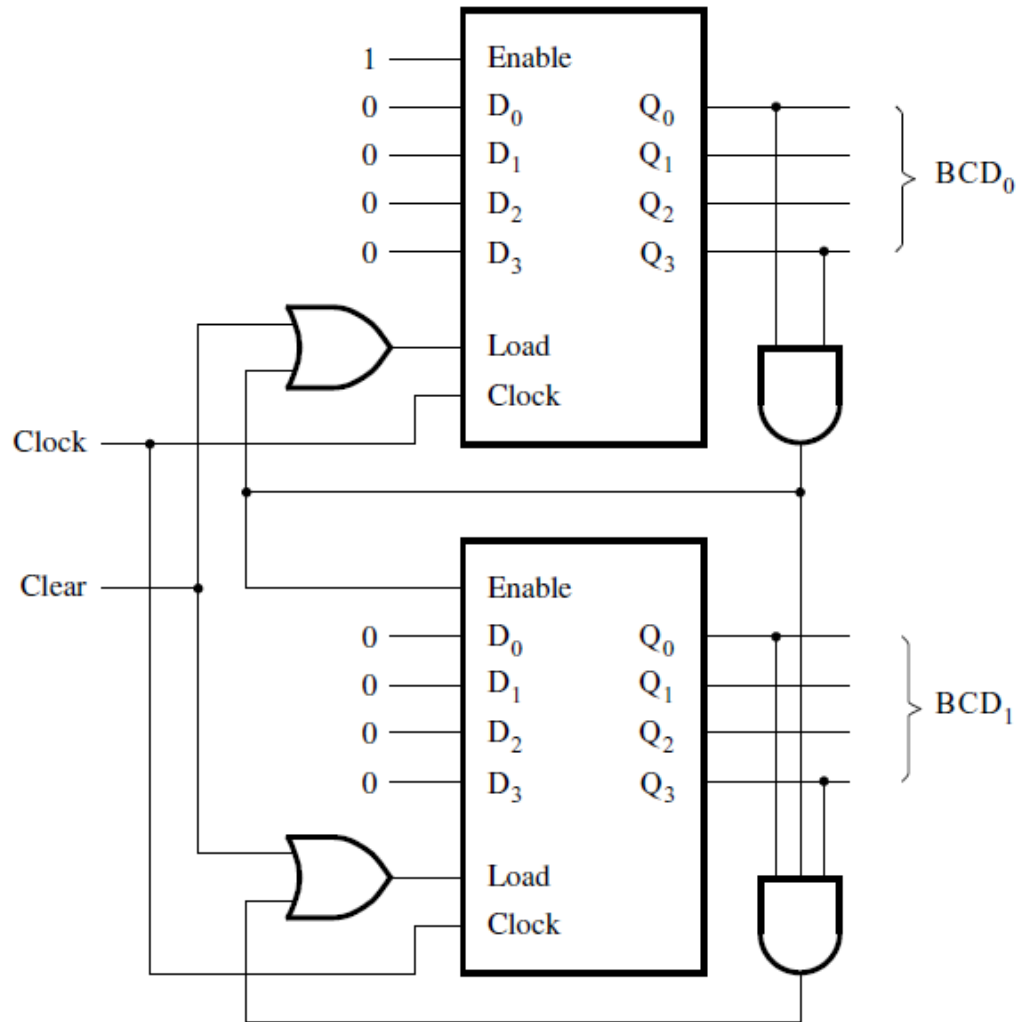 1 Enable
0 D0 Q0
0 D1 Q1
0 D2 Q2
0 D3 Q3
BCD0
Load
Clock
Clock
Clear
Enable
0 D0 Q0
0 D1 Q1
0 D2 Q2
0 D3 Q3
BCD1
Load
Clock